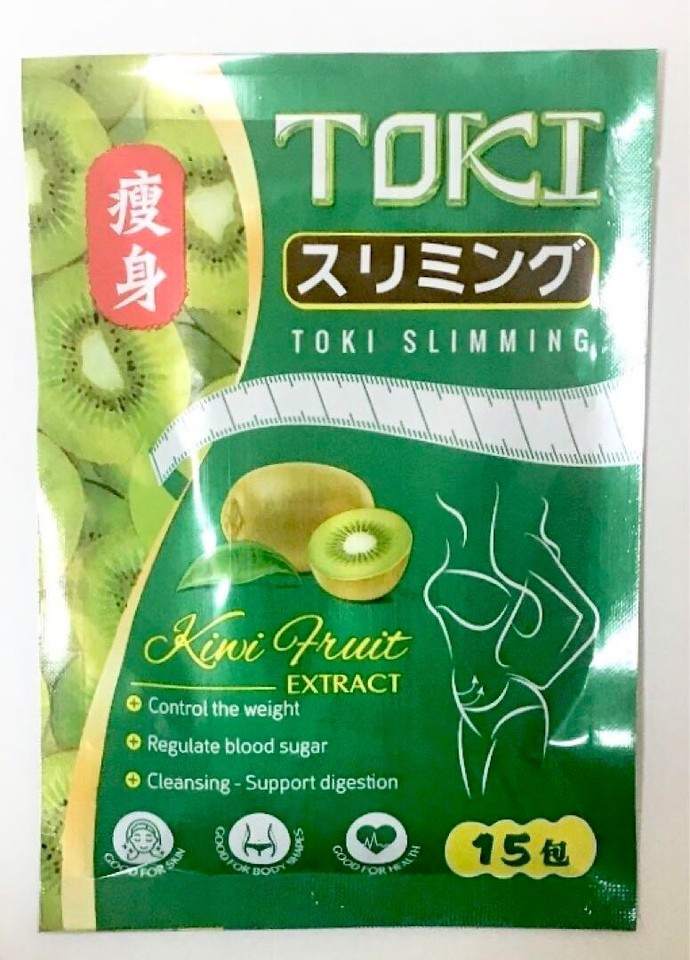 瘦身
TOKI
スリミング
TOKI SLIMMING
Kiwi Fruit
EXTRACT
Control the weight
Regulate blood sugar
Cleansing - Support digestion
GOOD FOR SKIN
GOOD FOR BODY SHAPES
GOOD FOR HEALTH
15包